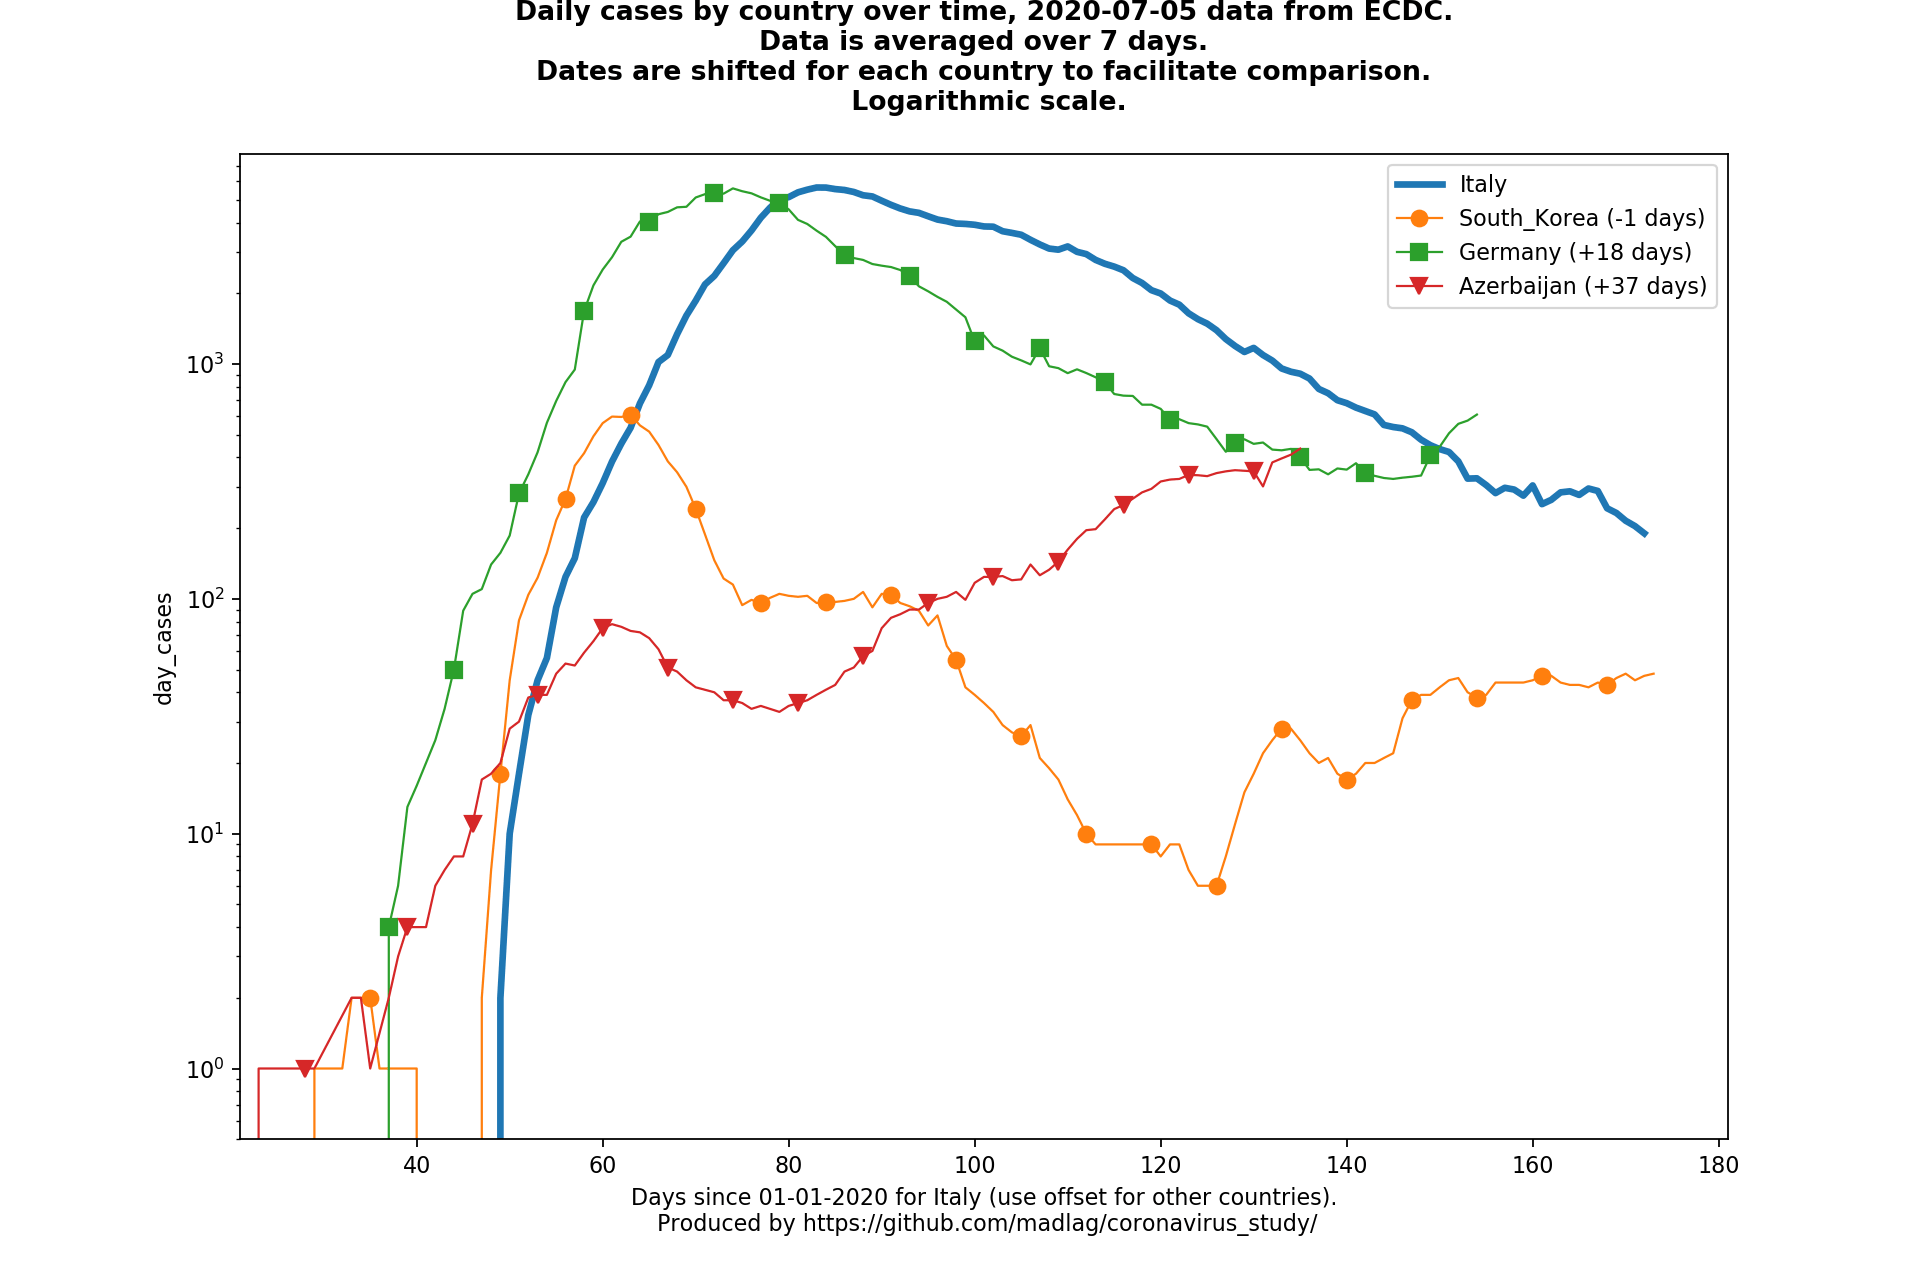 Daily cases by country over time, 2020-07-05 data from ECDC.
Data is averaged over 7 days.
Dates are shifted for each country to facilitate comparison.
Logarithmic scale.
Italy
South_Korea (-1 days)
Germany (+18 days)
Azerbaijan (+37 days)
day_cases
10³
10²
10¹
10⁰
40 60 80 100 120 140 160 180
Days since 01-01-2020 for Italy (use offset for other countries).
Produced by https://github.com/madlag/coronavirus_study/